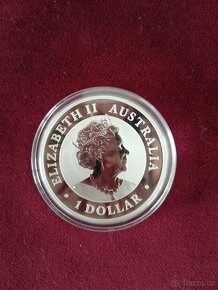 ELIZABETH II AUSTRALIA
• 1 DOLLAR •